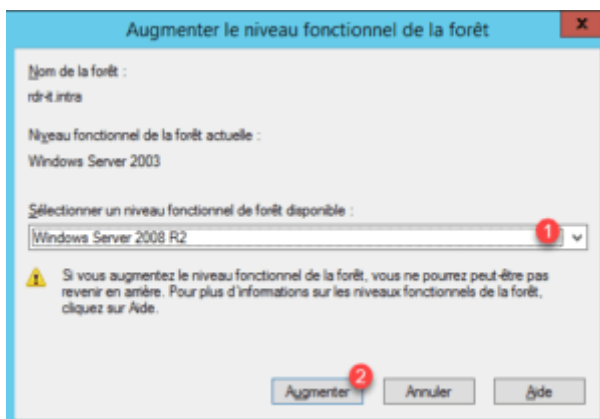 Augmenter le niveau fonctionnel de la forêt
x
Nom de la forêt :
rdr-it.intra
Niveau fonctionnel de la forêt actuelle :
Windows Server 2003
Sélectionner un niveau fonctionnel de forêt disponible :
Windows Server 2008 R2
1
Si vous augmentez le niveau fonctionnel de la forêt, vous ne pourrez peut-être pas
revenir en arrière. Pour plus d'informations sur les niveaux fonctionnels de la forêt,
cliquez sur Aide.
2
Augmenter Annuler Aide